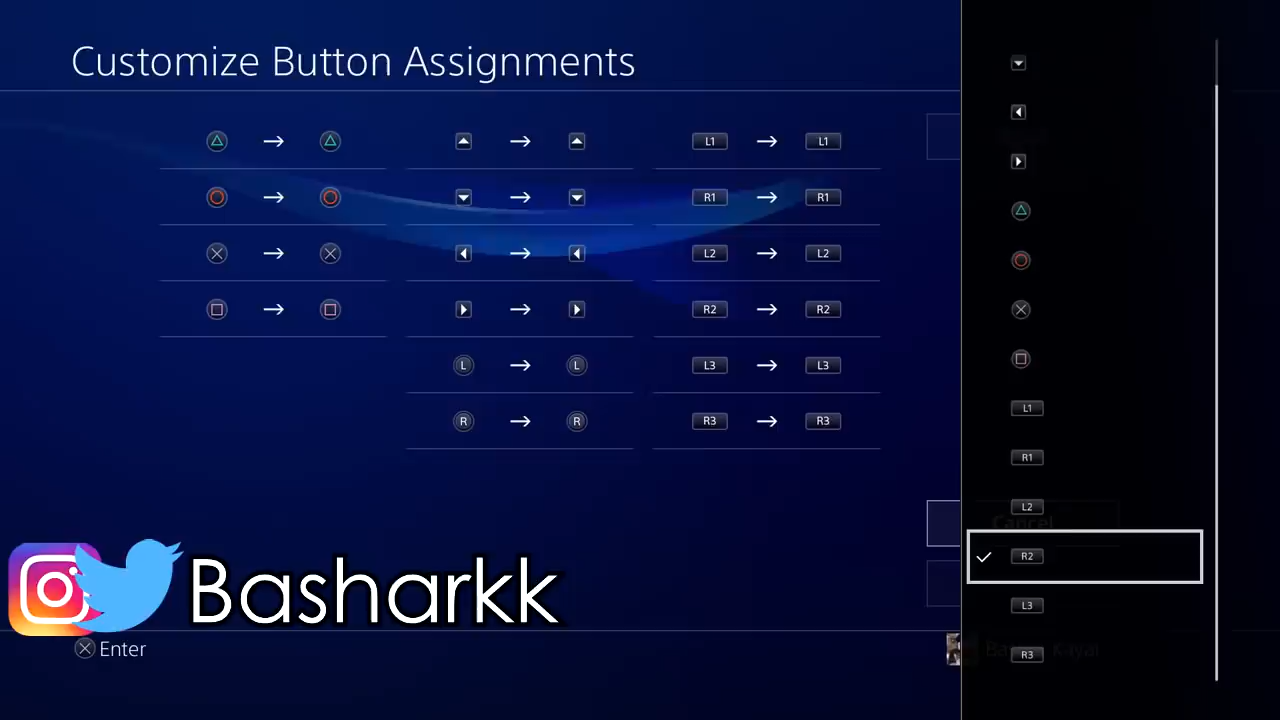 Customize Button Assignments
L1 → L1
R1 → R1
L2 → L2
R2 → R2
L → L
L3 → L3
R → R
R3 → R3
L1
R1
L2
Cancel
R2
L3
R3
Basharkk
Enter